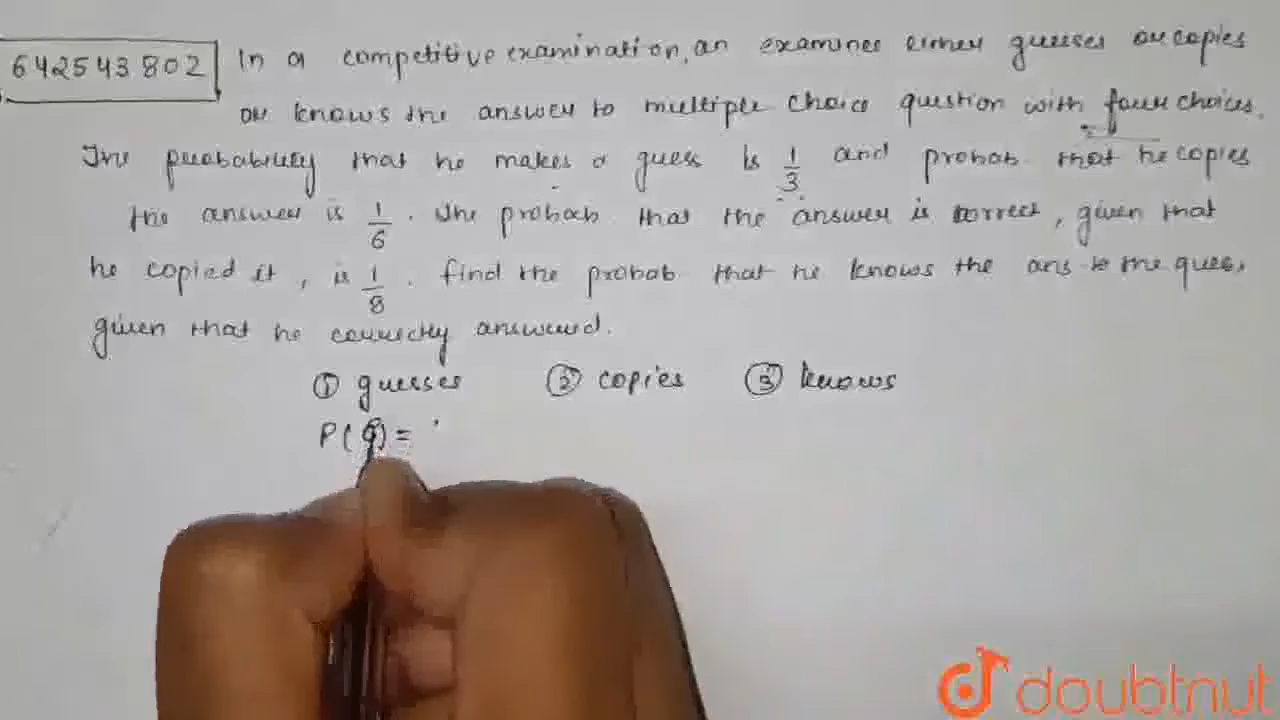 642543802 In a competitive examination, an examinee either guesses or copies
or knows the answer to multiple choice question with four choices.
The probability that he makes a guess is 1/3 and probab that he copies
the answer is 1/6. The probab that the answer is correct, given that
he copied it, is 1/8. find the probab that he knows the ans to the ques,
given that he correctly answered.
① guesses ② copies ③ knows
P(g) =
doubtnut